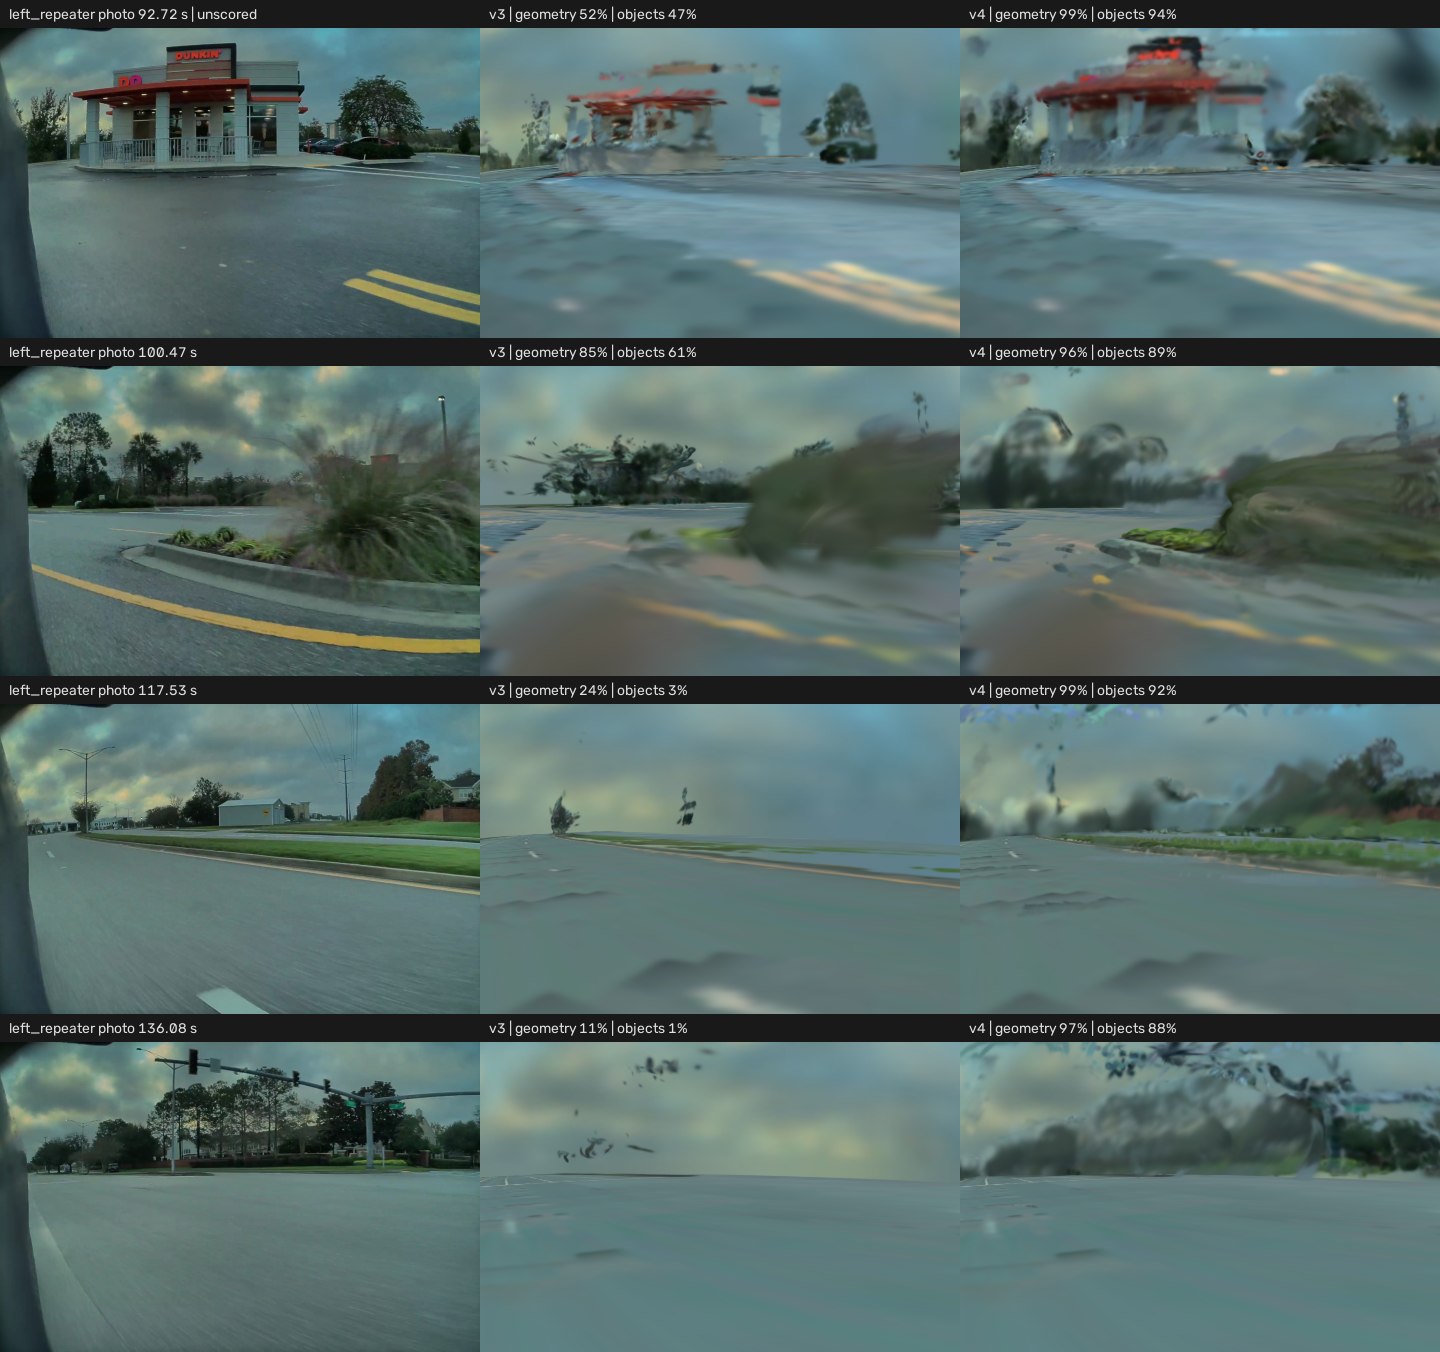 left_repeater photo 92.72 s | unscored
v3 | geometry 52% | objects 47%
v4 | geometry 99% | objects 94%
DUNKIN'
left_repeater photo 100.47 s
v3 | geometry 85% | objects 61%
v4 | geometry 96% | objects 89%
left_repeater photo 117.53 s
v3 | geometry 24% | objects 3%
v4 | geometry 99% | objects 92%
left_repeater photo 136.08 s
v3 | geometry 11% | objects 1%
v4 | geometry 97% | objects 88%